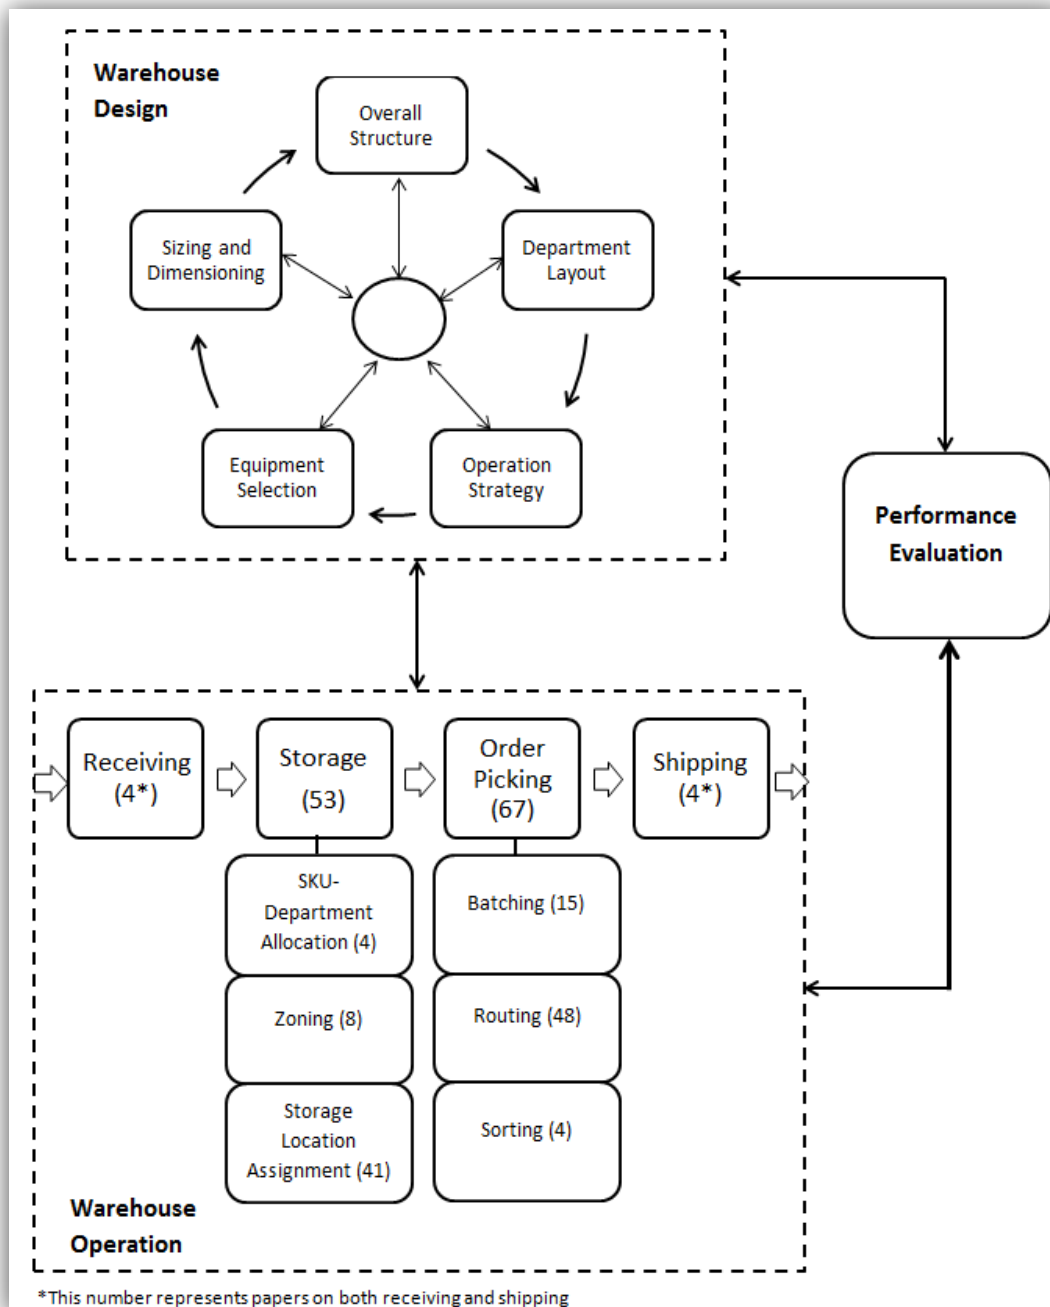 Warehouse
Design
Overall
Structure
Sizing and
Dimensioning
Department
Layout
Equipment
Selection
Operation
Strategy
Performance
Evaluation
Receiving
(4*)
Storage
(53)
Order
Picking
(67)
Shipping
(4*)
SKU-
Department
Allocation (4)
Zoning (8)
Storage
Location
Assignment (41)
Batching (15)
Routing (48)
Sorting (4)
Warehouse
Operation
*This number represents papers on both receiving and shipping